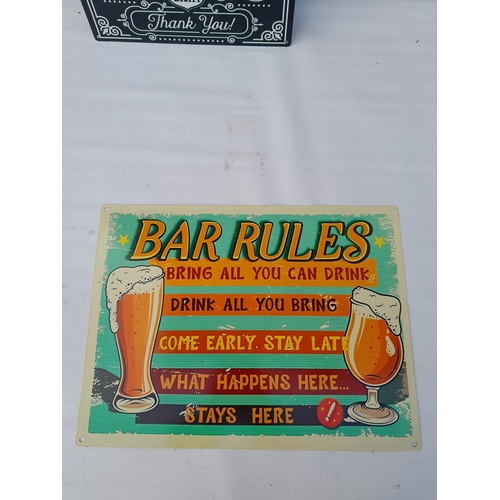 Thank You!
BAR RULES
BRING ALL YOU CAN DRINK
DRINK ALL YOU BRING
COME EARLY. STAY LATE
WHAT HAPPENS HERE...
STAYS HERE !